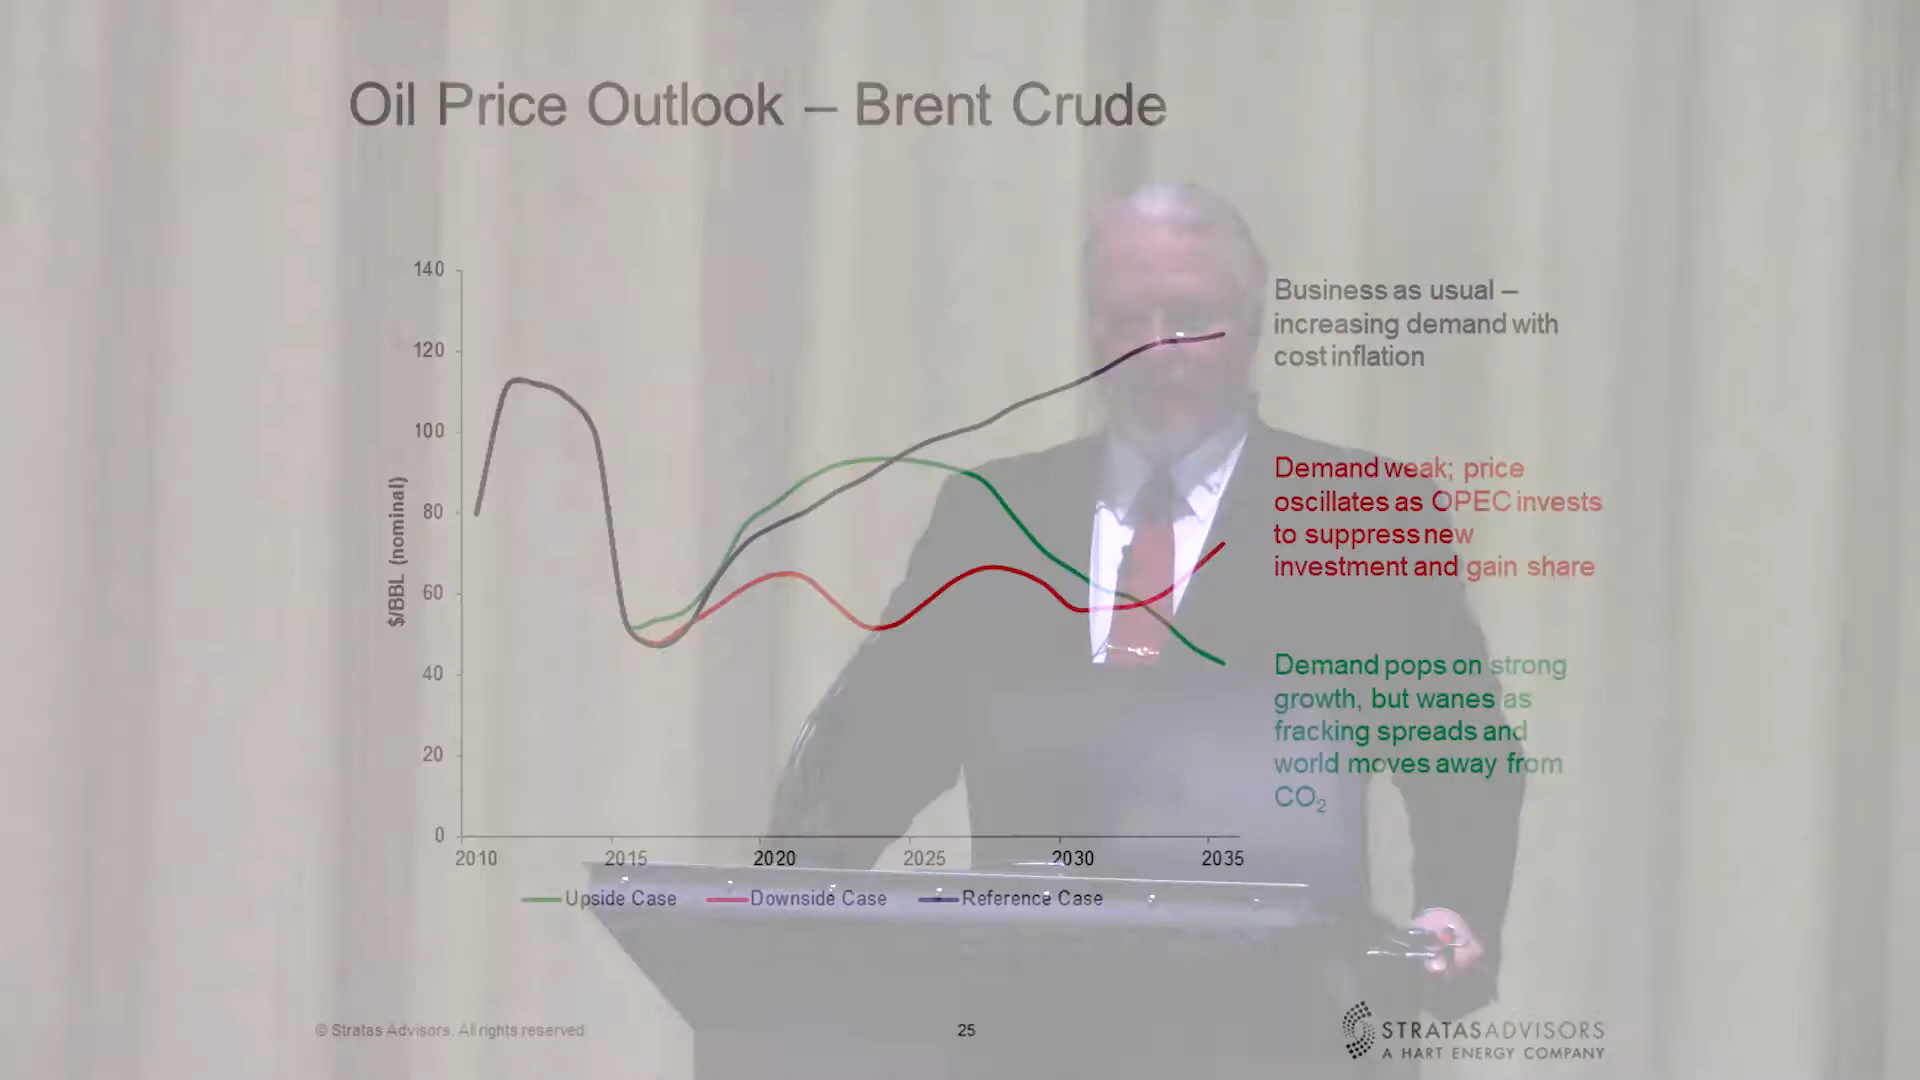 Oil Price Outlook – Brent Crude
140
120
100
80
60
40
20
0
$/BBL (nominal)
2010 2015 2020 2025 2030 2035
Upside Case Downside Case Reference Case
Business as usual –
increasing demand with
cost inflation
Demand weak; price
oscillates as OPEC invests
to suppress new
investment and gain share
Demand pops on strong
growth, but wanes as
fracking spreads and
world moves away from
CO2
© Stratas Advisors. All rights reserved
25
STRATAS ADVISORS
A HART ENERGY COMPANY